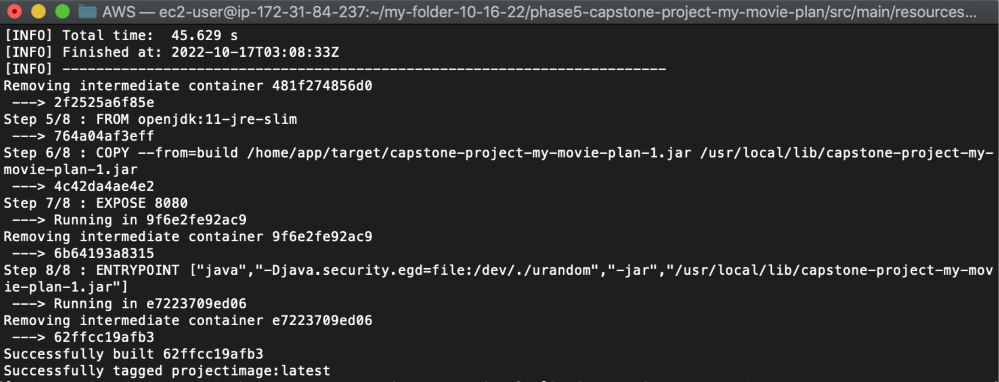 AWS — ec2-user@ip-172-31-84-237:~/my-folder-10-16-22/phase5-capstone-project-my-movie-plan/src/main/resources...
[INFO] Total time:  45.629 s
[INFO] Finished at: 2022-10-17T03:08:33Z
[INFO] ------------------------------------------------------------------------
Removing intermediate container 481f274856d0
 ---> 2f2525a6f85e
Step 5/8 : FROM openjdk:11-jre-slim
 ---> 764a04af3eff
Step 6/8 : COPY --from=build /home/app/target/capstone-project-my-movie-plan-1.jar /usr/local/lib/capstone-project-my-
movie-plan-1.jar
 ---> 4c42da4ae4e2
Step 7/8 : EXPOSE 8080
 ---> Running in 9f6e2fe92ac9
Removing intermediate container 9f6e2fe92ac9
 ---> 6b64193a8315
Step 8/8 : ENTRYPOINT ["java","-Djava.security.egd=file:/dev/./urandom","-jar","/usr/local/lib/capstone-project-my-mov
ie-plan-1.jar"]
 ---> Running in e7223709ed06
Removing intermediate container e7223709ed06
 ---> 62ffcc19afb3
Successfully built 62ffcc19afb3
Successfully tagged projectimage:latest